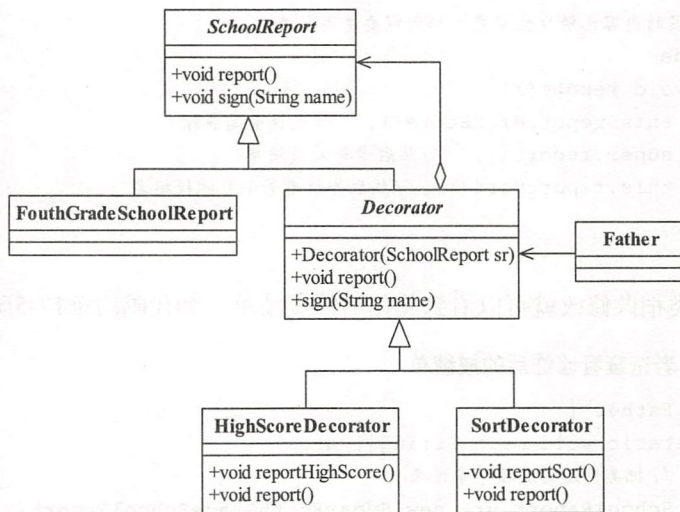 SchoolReport
+void report()
+void sign(String name)
FouthGradeSchoolReport
Decorator
+Decorator(SchoolReport sr)
+void report()
+sign(String name)
Father
HighScoreDecorator
+void reportHighScore()
+void report()
SortDecorator
-void reportSort()
+void report()